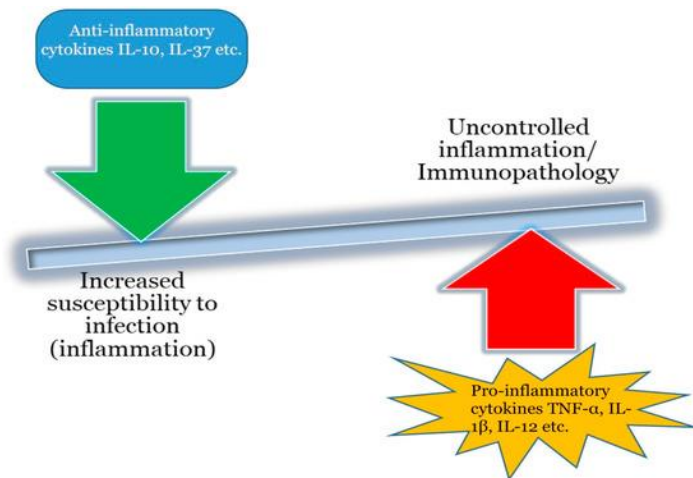 Anti-inflammatory
cytokines IL-10, IL-37 etc.
Uncontrolled
inflammation/
Immunopathology
Increased
susceptibility to
infection
(inflammation)
Pro-inflammatory
cytokines TNF-α, IL-
1β, IL-12 etc.